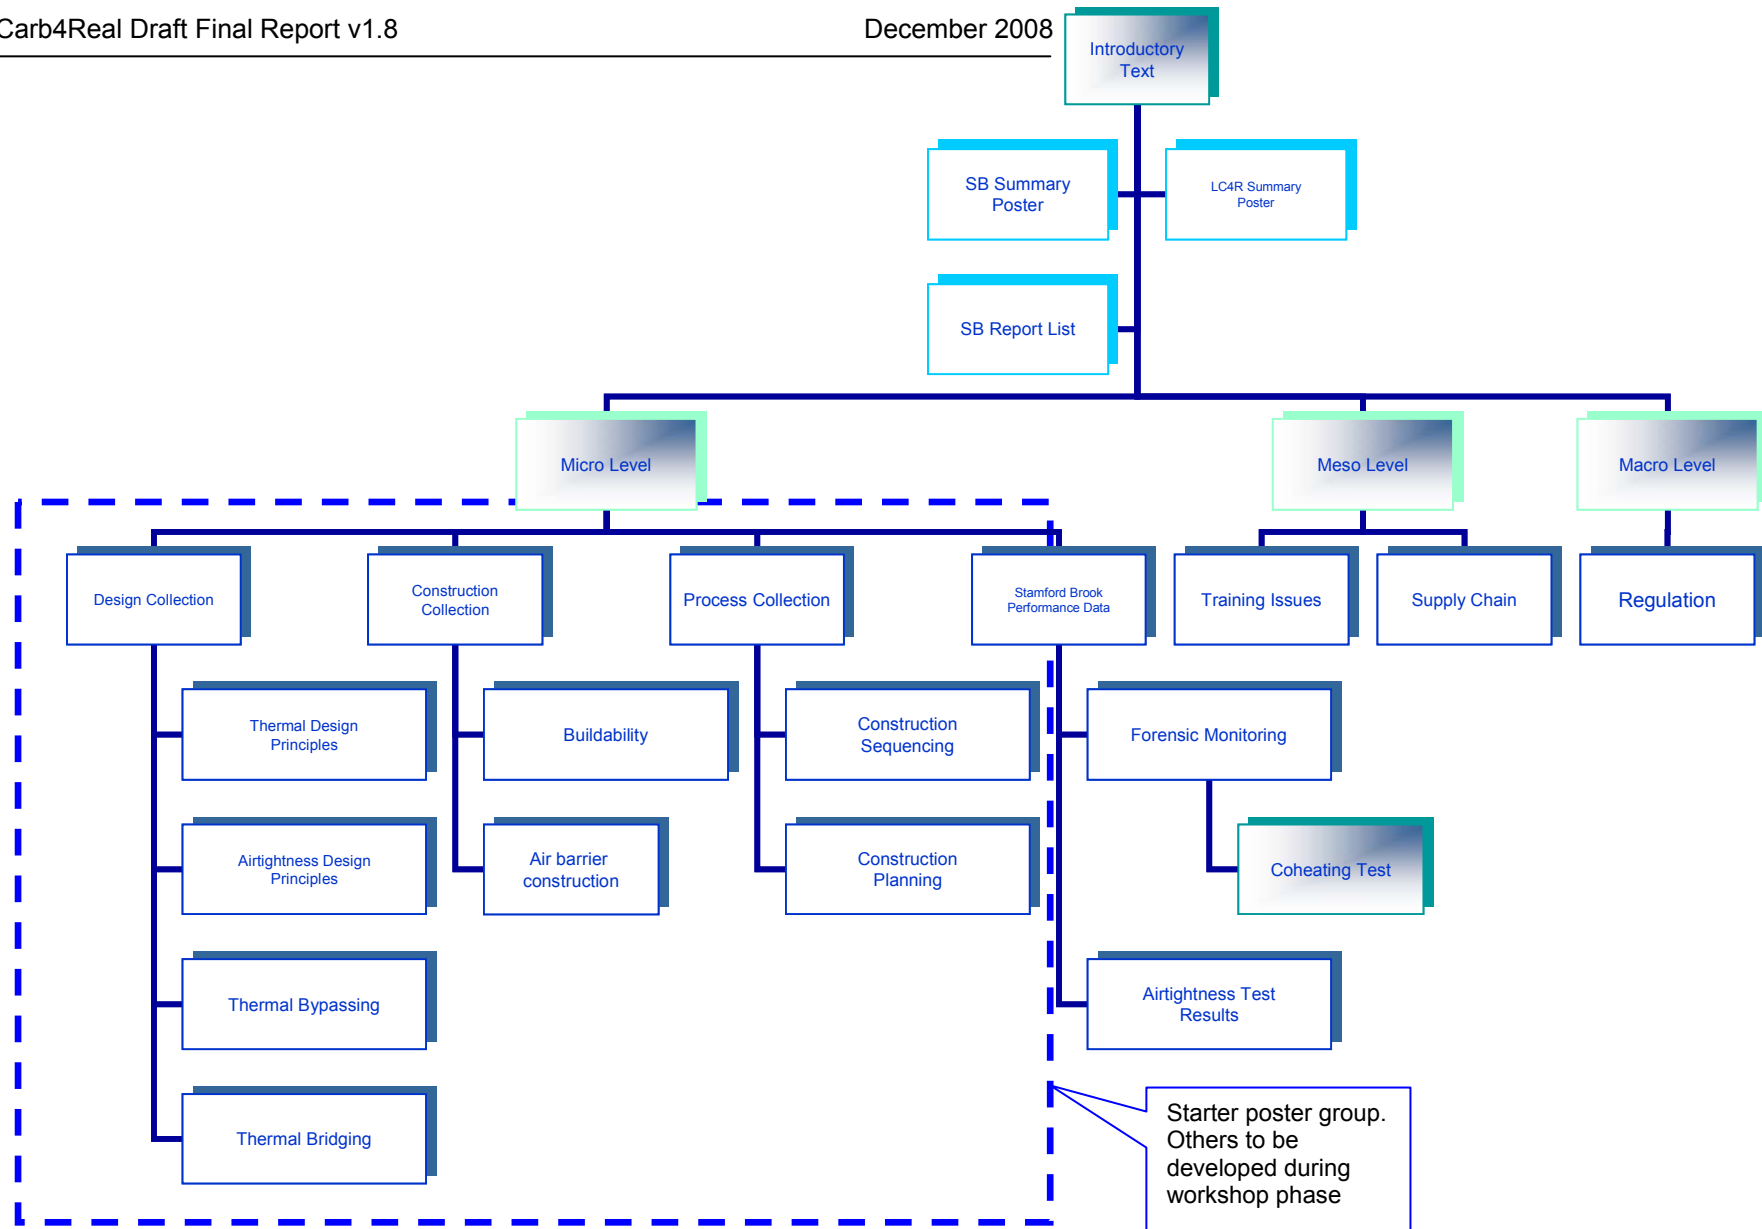 Carb4Real Draft Final Report v1.8
December 2008
Introductory
Text
SB Summary
Poster
LC4R Summary
Poster
SB Report List
Micro Level
Meso Level
Macro Level
Design Collection
Construction
Collection
Process Collection
Stamford Brook
Performance Data
Training Issues
Supply Chain
Regulation
Thermal Design
Principles
Buildability
Construction
Sequencing
Forensic Monitoring
Airtightness Design
Principles
Air barrier
construction
Construction
Planning
Coheating Test
Thermal Bypassing
Airtightness Test
Results
Thermal Bridging
Starter poster group.
Others to be
developed during
workshop phase